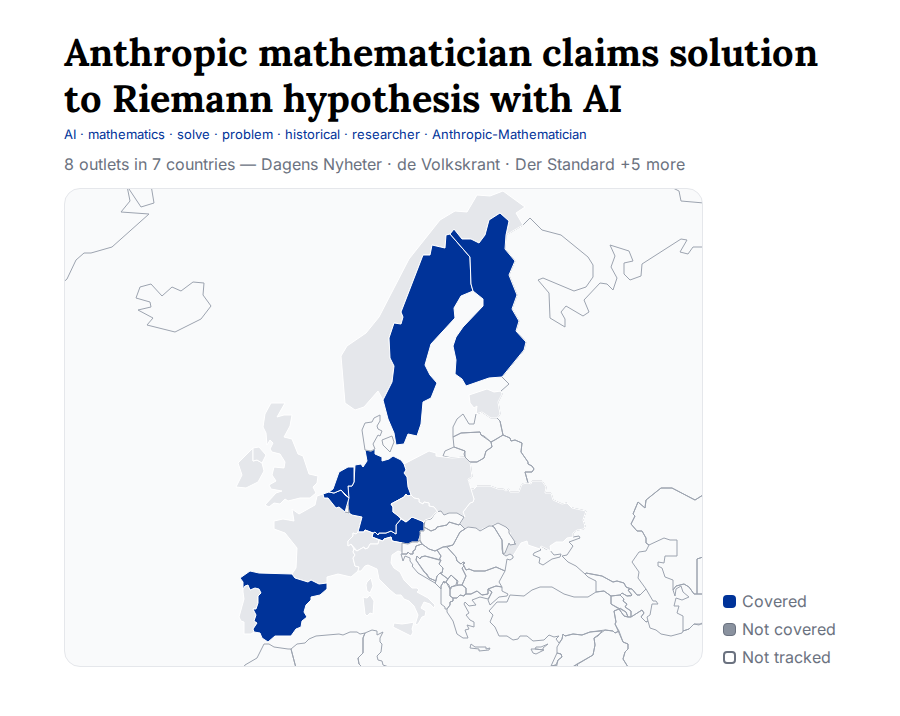 Anthropic mathematician claims solution
to Riemann hypothesis with AI
AI · mathematics · solve · problem · historical · researcher · Anthropic-Mathematician
8 outlets in 7 countries — Dagens Nyheter · de Volkskrant · Der Standard +5 more
Covered
Not covered
Not tracked